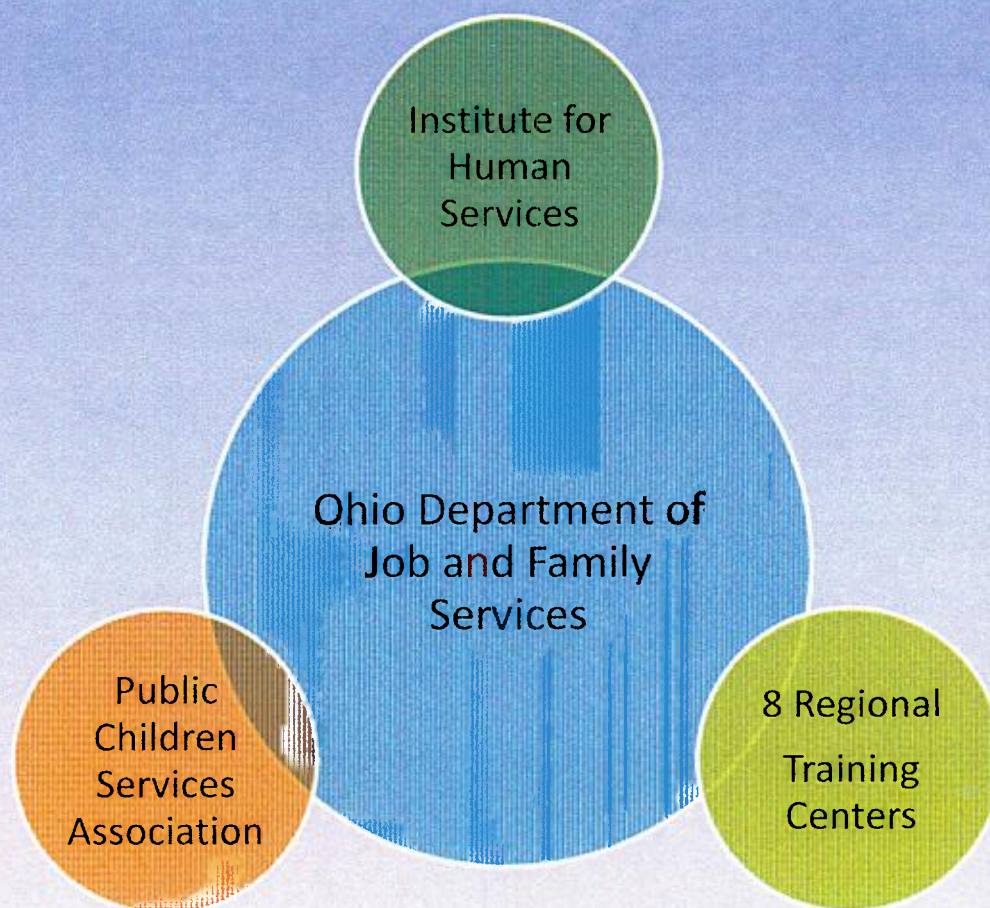 Institute for
Human
Services
Ohio Department of
Job and Family
Services
Public
Children
Services
Association
8 Regional
Training
Centers